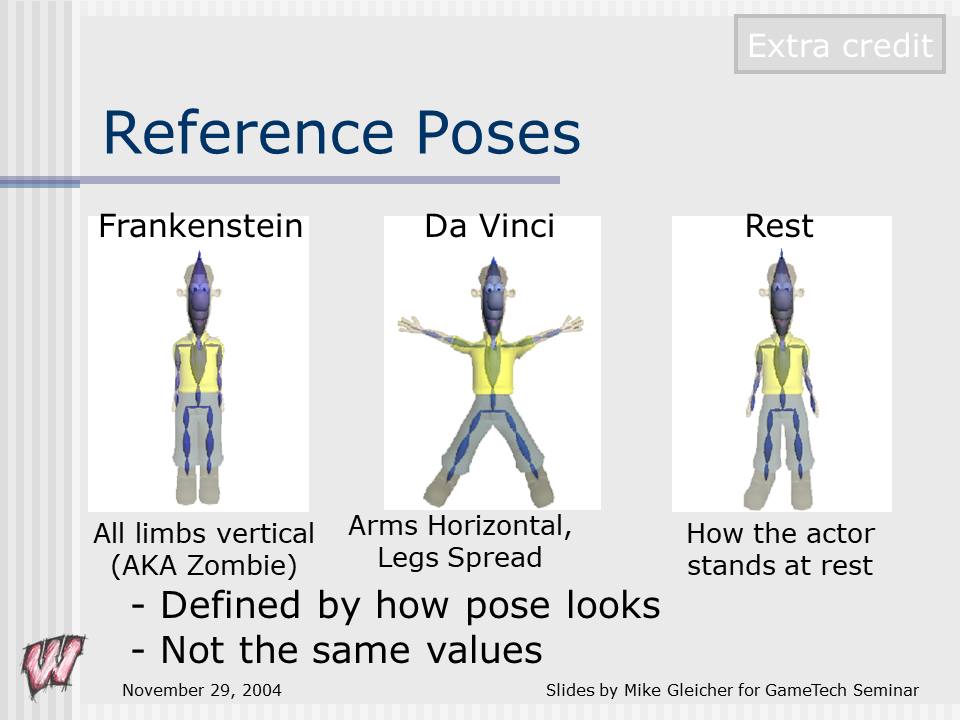 Extra credit
Reference Poses
Frankenstein
Da Vinci
Rest
All limbs vertical
(AKA Zombie)
Arms Horizontal,
Legs Spread
How the actor
stands at rest
- Defined by how pose looks
- Not the same values
W
November 29, 2004
Slides by Mike Gleicher for GameTech Seminar